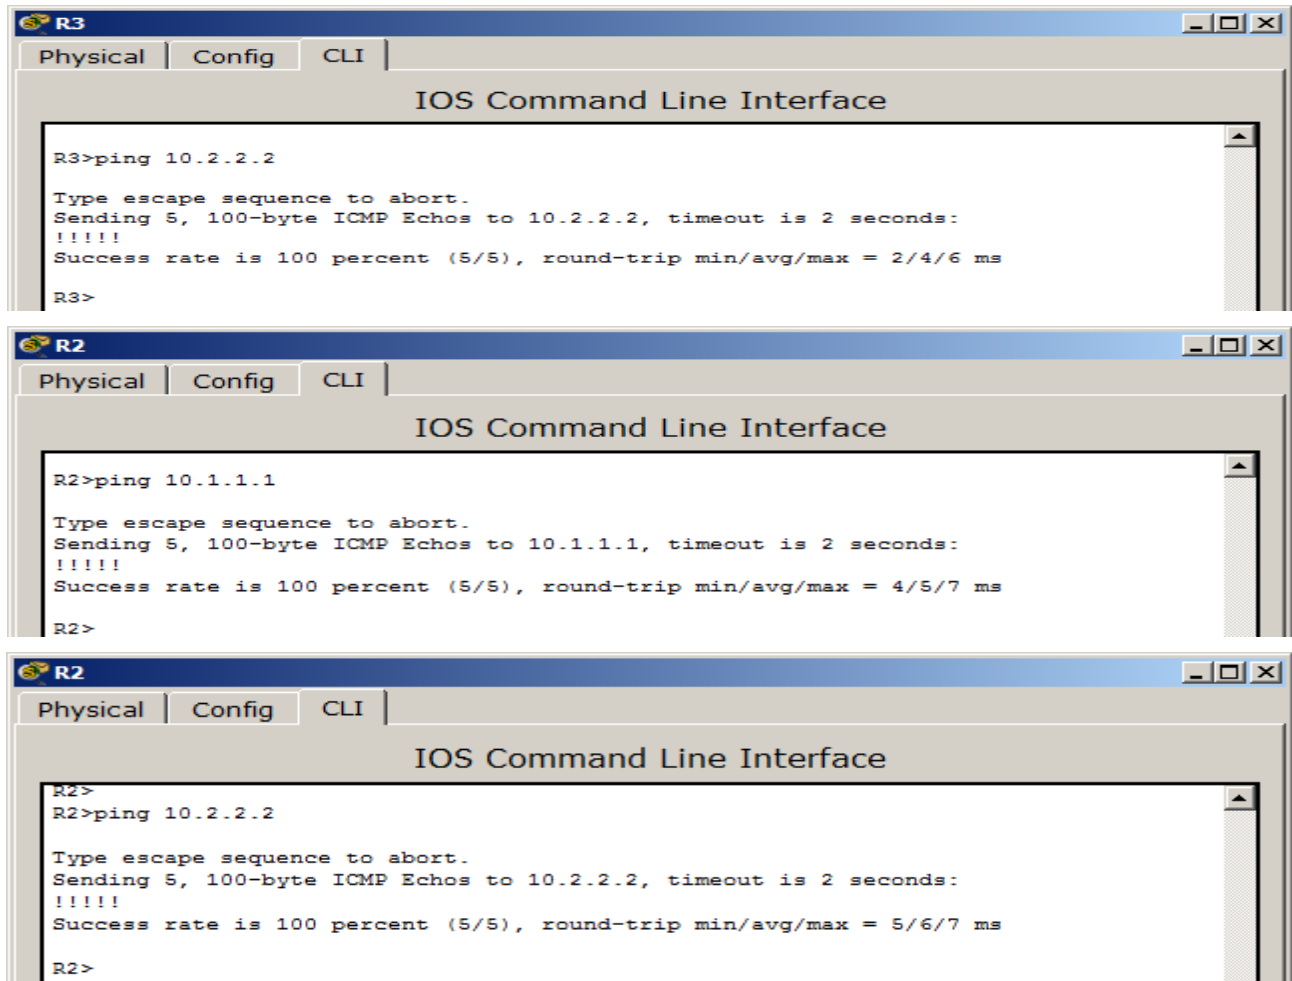 R3
Physical Config CLI
IOS Command Line Interface
R3>ping 10.2.2.2
Type escape sequence to abort.
Sending 5, 100-byte ICMP Echos to 10.2.2.2, timeout is 2 seconds:
!!!!!
Success rate is 100 percent (5/5), round-trip min/avg/max = 2/4/6 ms
R3>
R2
Physical Config CLI
IOS Command Line Interface
R2>ping 10.1.1.1
Type escape sequence to abort.
Sending 5, 100-byte ICMP Echos to 10.1.1.1, timeout is 2 seconds:
!!!!!
Success rate is 100 percent (5/5), round-trip min/avg/max = 4/5/7 ms
R2>
R2
Physical Config CLI
IOS Command Line Interface
R2>
R2>ping 10.2.2.2
Type escape sequence to abort.
Sending 5, 100-byte ICMP Echos to 10.2.2.2, timeout is 2 seconds:
!!!!!
Success rate is 100 percent (5/5), round-trip min/avg/max = 5/6/7 ms
R2>